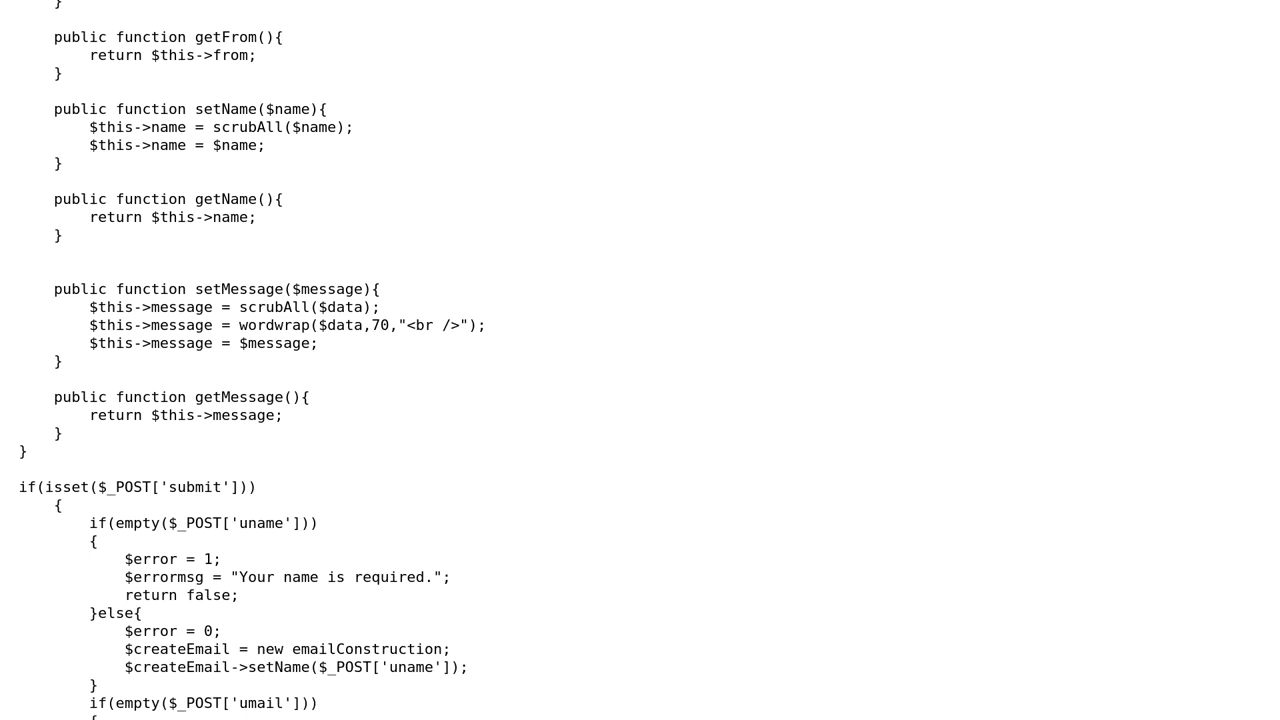 }
public function getFrom(){
return $this->from;
}
public function setName($name){
$this->name = scrubAll($name);
$this->name = $name;
}
public function getName(){
return $this->name;
}
public function setMessage($message){
$this->message = scrubAll($data);
$this->message = wordwrap($data,70,"<br />");
$this->message = $message;
}
public function getMessage(){
return $this->message;
}
}
if(isset($_POST['submit']))
{
if(empty($_POST['uname']))
{
$error = 1;
$errormsg = "Your name is required.";
return false;
}else{
$error = 0;
$createEmail = new emailConstruction;
$createEmail->setName($_POST['uname']);
}
if(empty($_POST['umail']))
{